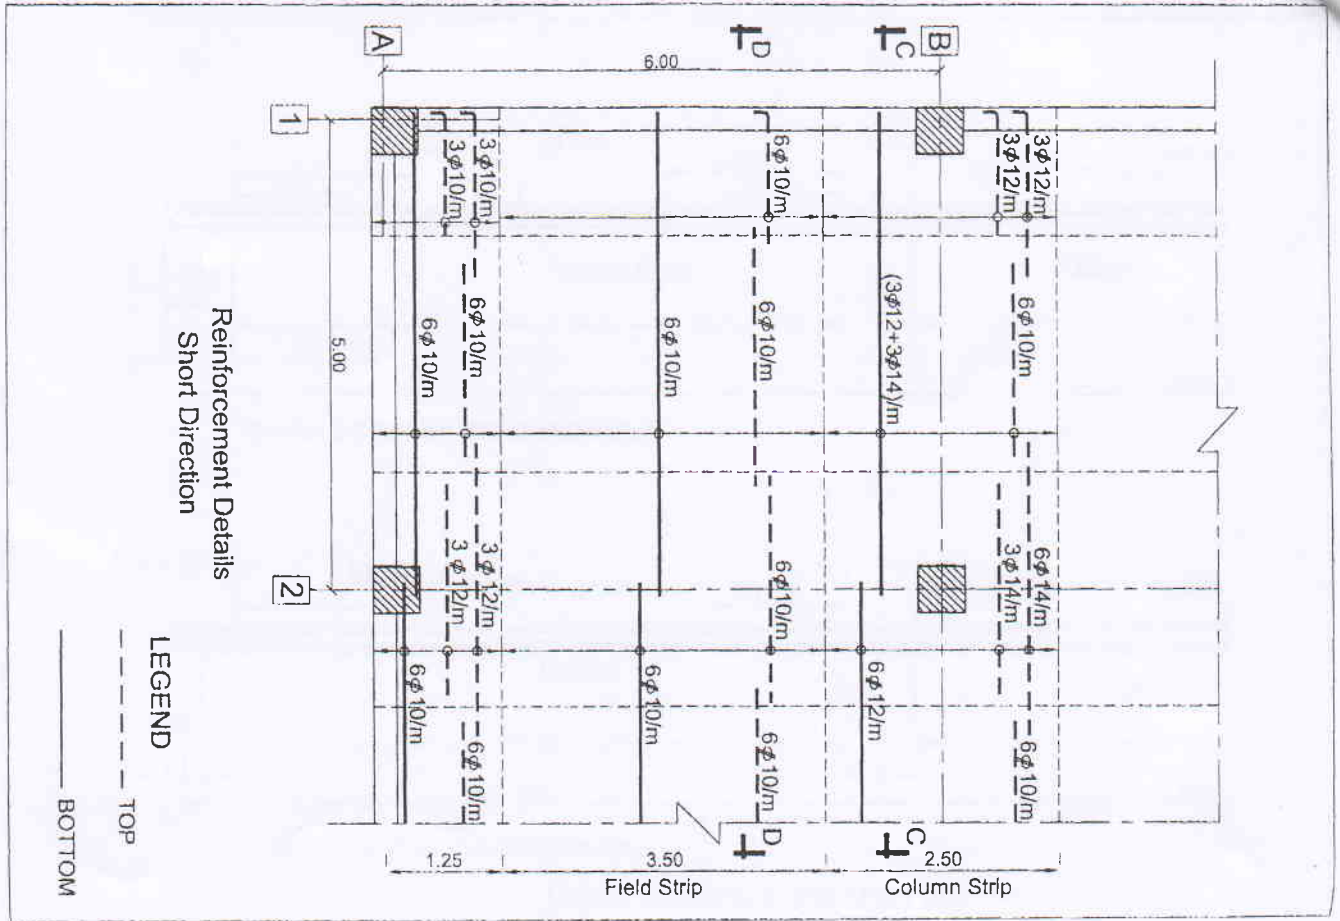 A
6.00
D
C
B
1
3φ10/m
3φ10/m
6φ10/m
3φ12/m
3φ12/m
6φ10/m
6φ10/m
6φ10/m
6φ10/m
(3φ12+3φ14)/m
6φ10/m
5.00
Reinforcement Details
Short Direction
2
3φ12/m
3φ12/m
6φ10/m
6φ14/m
3φ14/m
6φ10/m
6φ10/m
6φ10/m
6φ10/m
6φ12/m
6φ10/m
D
C
1.25
3.50
2.50
Field Strip
Column Strip
LEGEND
TOP
BOTTOM